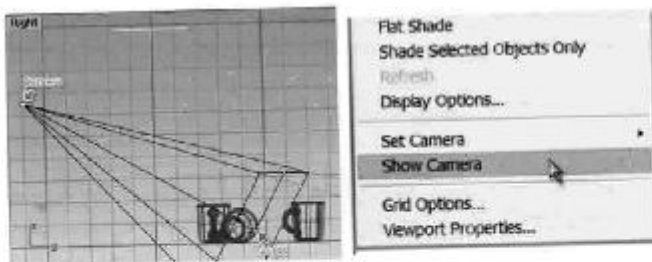 Right
Flat Shade
Shade Selected Objects Only
Refresh
Display Options...
Set Camera
Show Camera
Grid Options...
Viewport Properties...